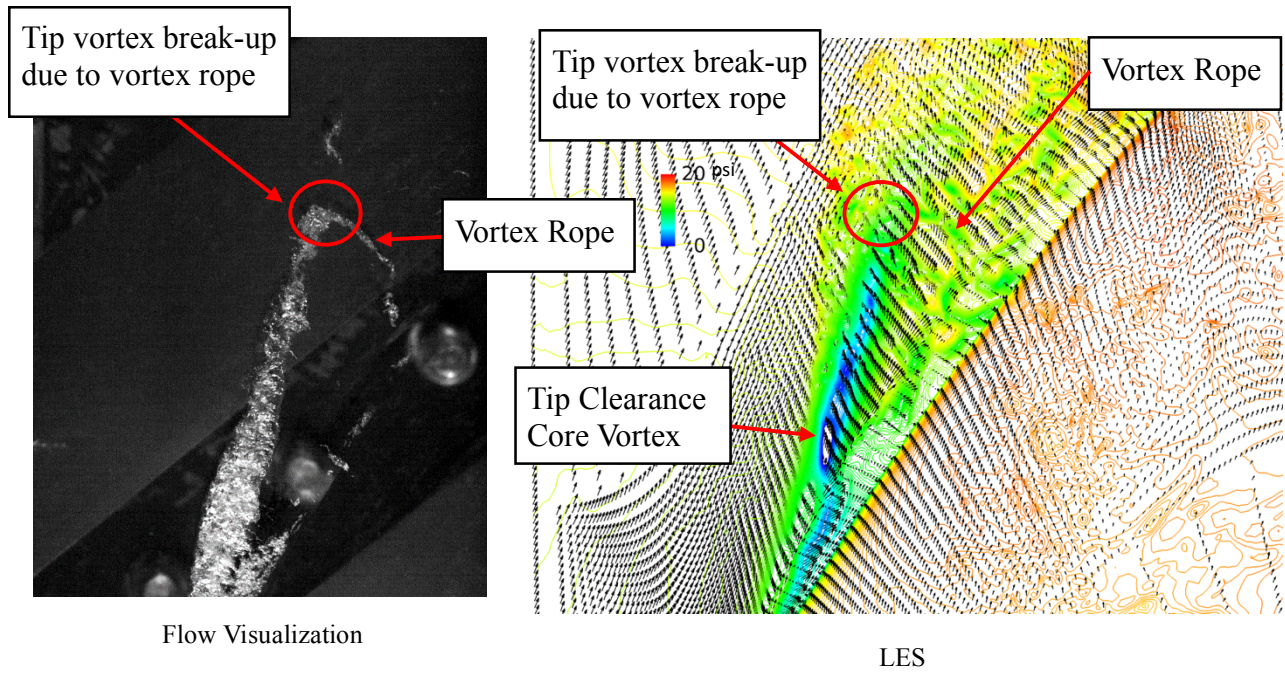 Tip vortex break-up
due to vortex rope
Vortex Rope
Flow Visualization
Tip vortex break-up
due to vortex rope
Vortex Rope
20 psi
0
Tip Clearance
Core Vortex
LES